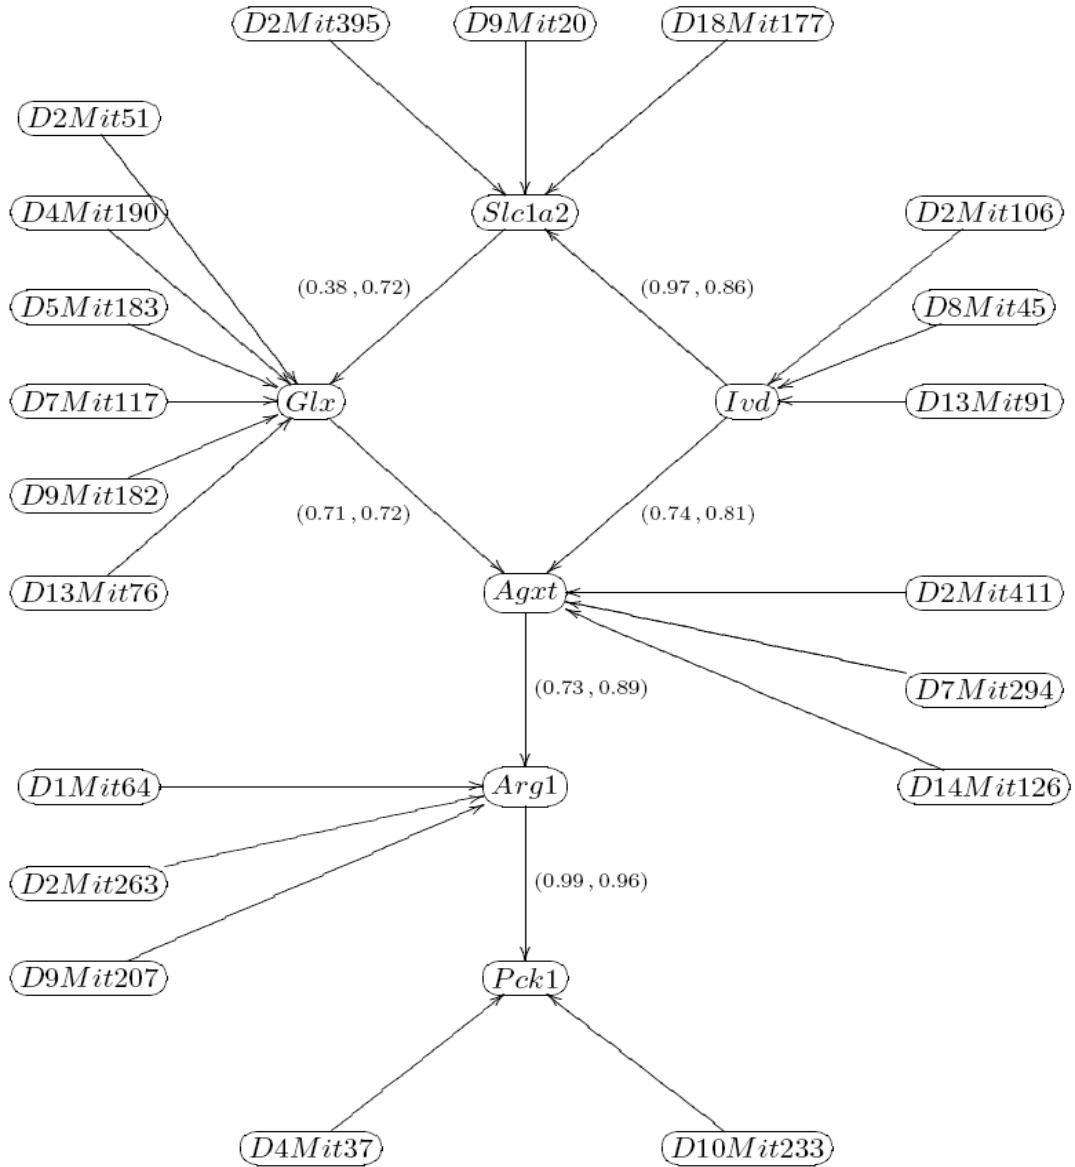 D2Mit395 D9Mit20 D18Mit177
D2Mit51
D4Mit190 Slc1a2 D2Mit106
(0.38 , 0.72) (0.97 , 0.86)
D5Mit183 D8Mit45
D7Mit117 Glx Ivd D13Mit91
D9Mit182
(0.71 , 0.72) (0.74 , 0.81)
D13Mit76 Agxt D2Mit411
(0.73 , 0.89)
D7Mit294
D1Mit64 Arg1 D14Mit126
(0.99 , 0.96)
D2Mit263
D9Mit207 Pck1
D4Mit37 D10Mit233